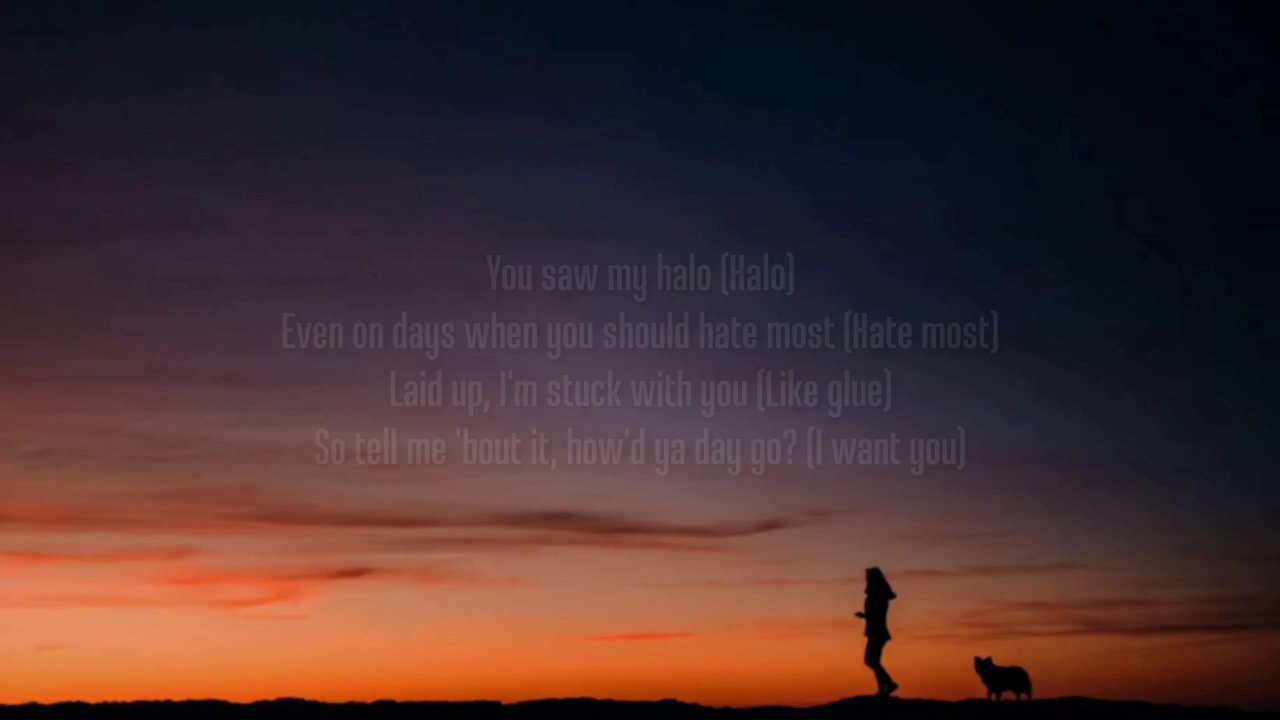 You saw my halo (Halo)
Even on days when you should hate most (Hate most)
Laid up, I'm stuck with you (Like glue)
So tell me 'bout it, how'd ya day go? (I want you)